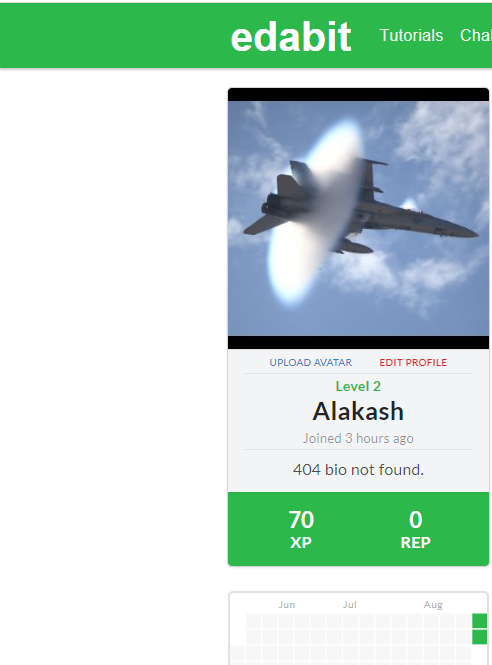 edabit Tutorials
UPLOAD AVATAR EDIT PROFILE
Level 2
Alakash
Joined 3 hours ago
404 bio not found.
70 0
XP REP
Jun Jul Aug